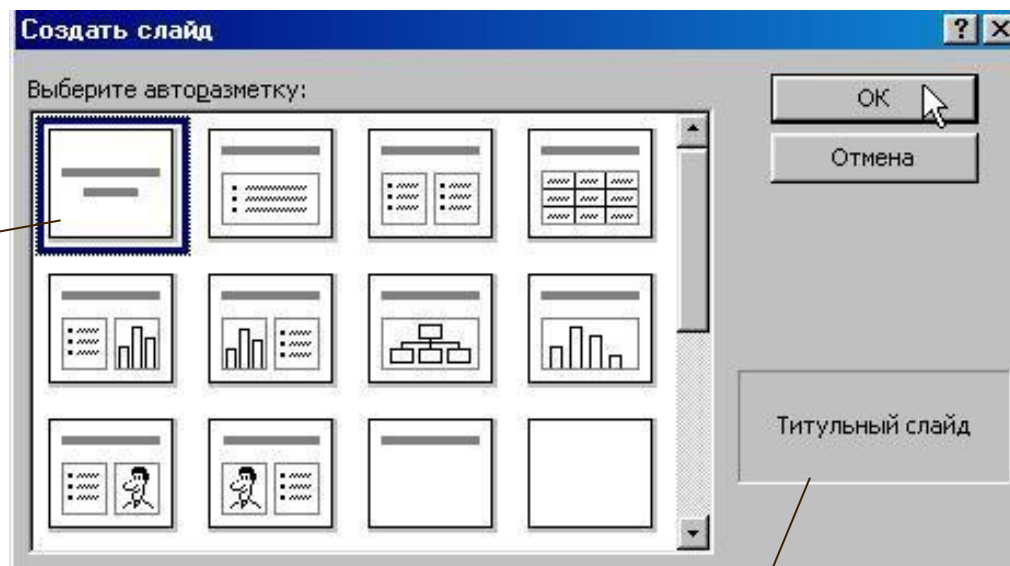 Создать слайд
Выберите авторазметку:
ОК
Отмена
Титульный слайд